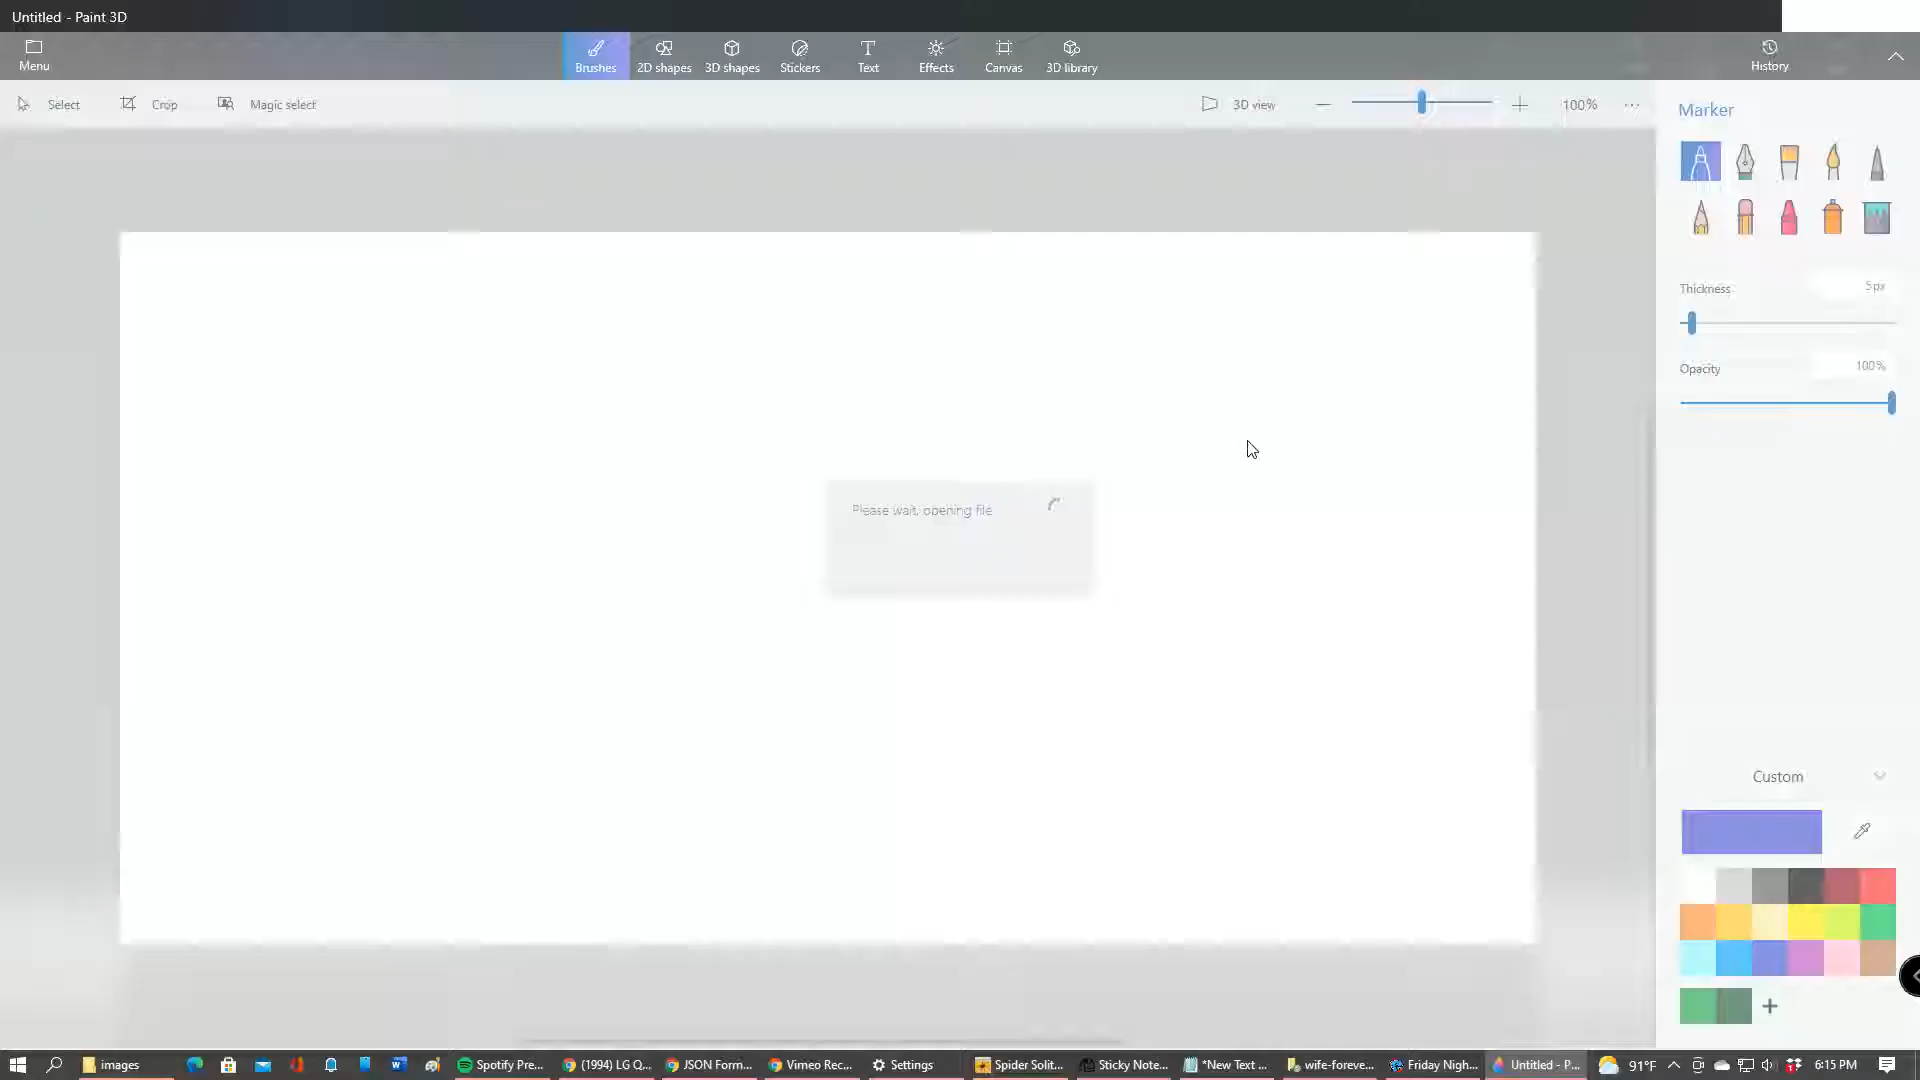 Untitled - Paint 3D
Menu
Brushes
2D shapes
3D shapes
Stickers
Text
Effects
Canvas
3D library
History
Select
Crop
Magic select
3D view
100%
Marker
Thickness
5px
Opacity
100%
Please wait, opening file
Custom
images
Spotify Pre...
(1994) LG Q...
JSON Form...
Vimeo Rec...
Settings
Spider Solit...
Sticky Note...
*New Text ...
wife-foreve...
Friday Nigh...
Untitled - P...
91°F
6:15 PM